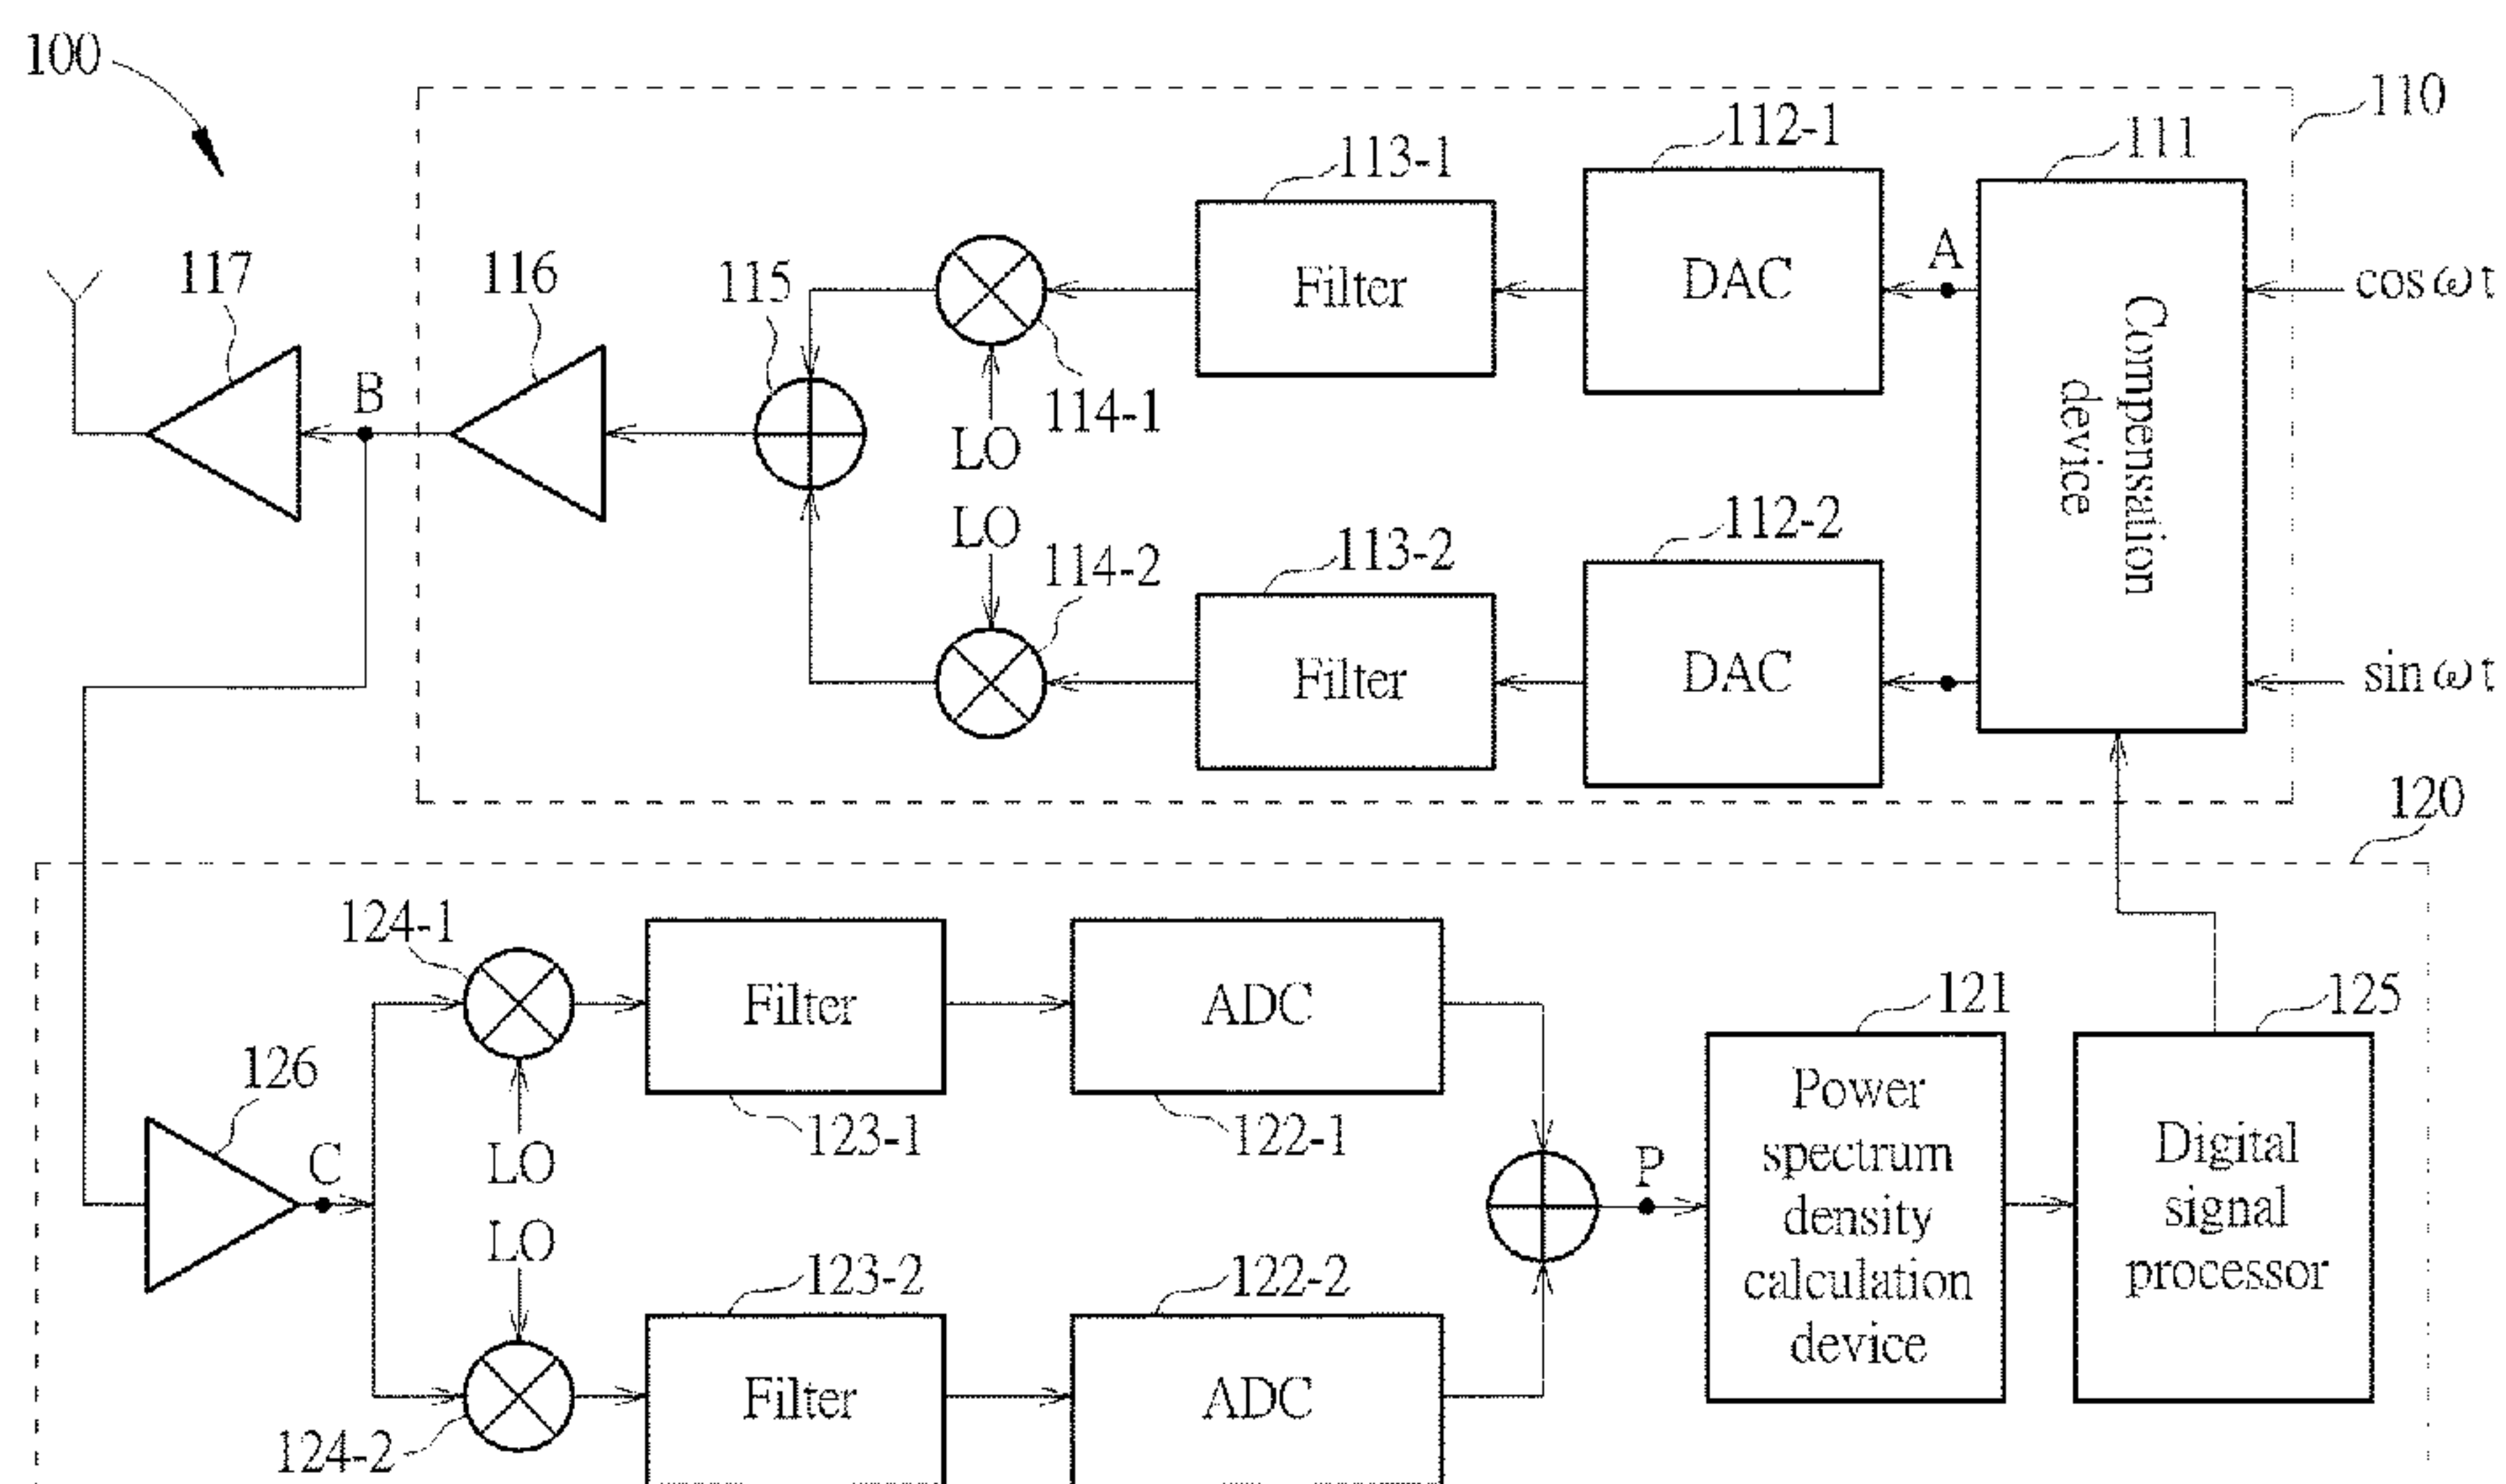 100
110
111
112-1
113-1
117
116
115
A
DAC
Filter
cos ωt
Compensation
device
B
114-1
LO
LO
112-2
113-2
114-2
DAC
Filter
sin ωt
120
124-1
Filter
ADC
121
125
126
C
LO
123-1
122-1
P
Power
spectrum
density
calculation
device
Digital
signal
processor
LO
123-2
122-2
Filter
ADC
124-2